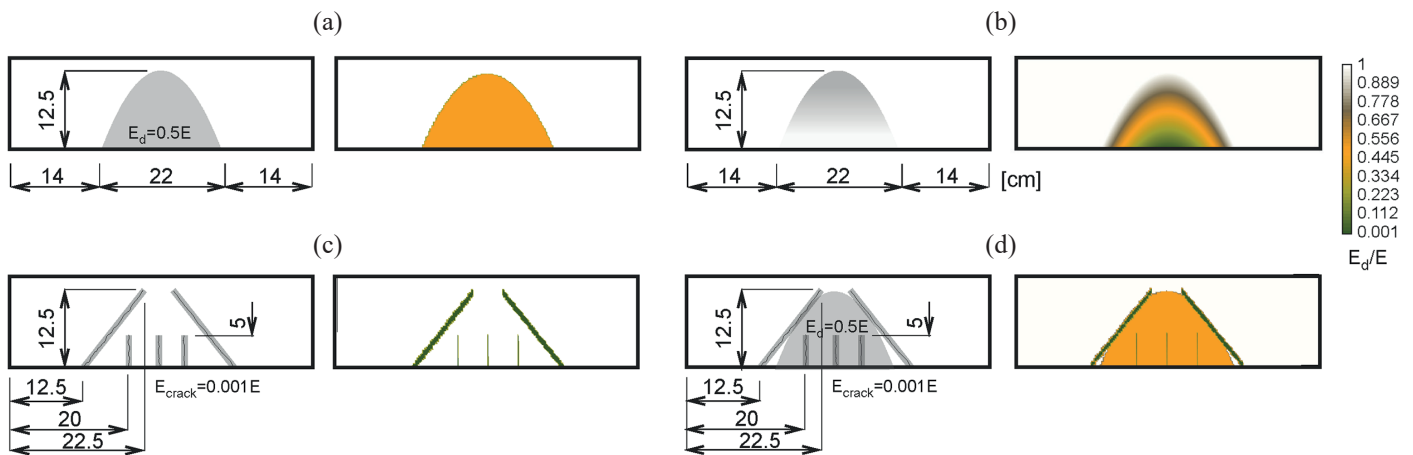 (a)
12.5
E_d=0.5E
14
22
14
(b)
12.5
14
22
14
[cm]
1
0.889
0.778
0.667
0.556
0.445
0.334
0.223
0.112
0.001
E_d/E
(c)
12.5
5
12.5
E_crack=0.001E
20
22.5
(d)
12.5
E_d=0.5E
5
12.5
E_crack=0.001E
20
22.5